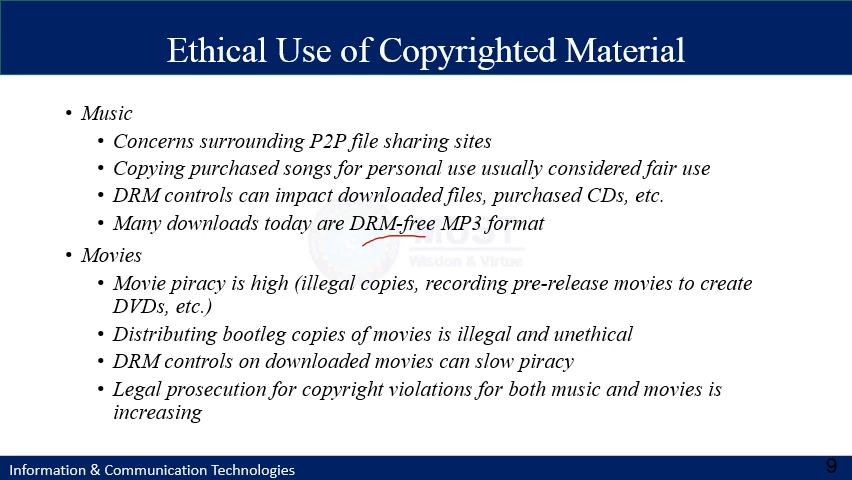 Ethical Use of Copyrighted Material
• Music
• Concerns surrounding P2P file sharing sites
• Copying purchased songs for personal use usually considered fair use
• DRM controls can impact downloaded files, purchased CDs, etc.
• Many downloads today are DRM-free MP3 format
MUST
Wisdom & Virtue
• Movies
• Movie piracy is high (illegal copies, recording pre-release movies to create
DVDs, etc.)
• Distributing bootleg copies of movies is illegal and unethical
• DRM controls on downloaded movies can slow piracy
• Legal prosecution for copyright violations for both music and movies is
increasing
Information & Communication Technologies
9